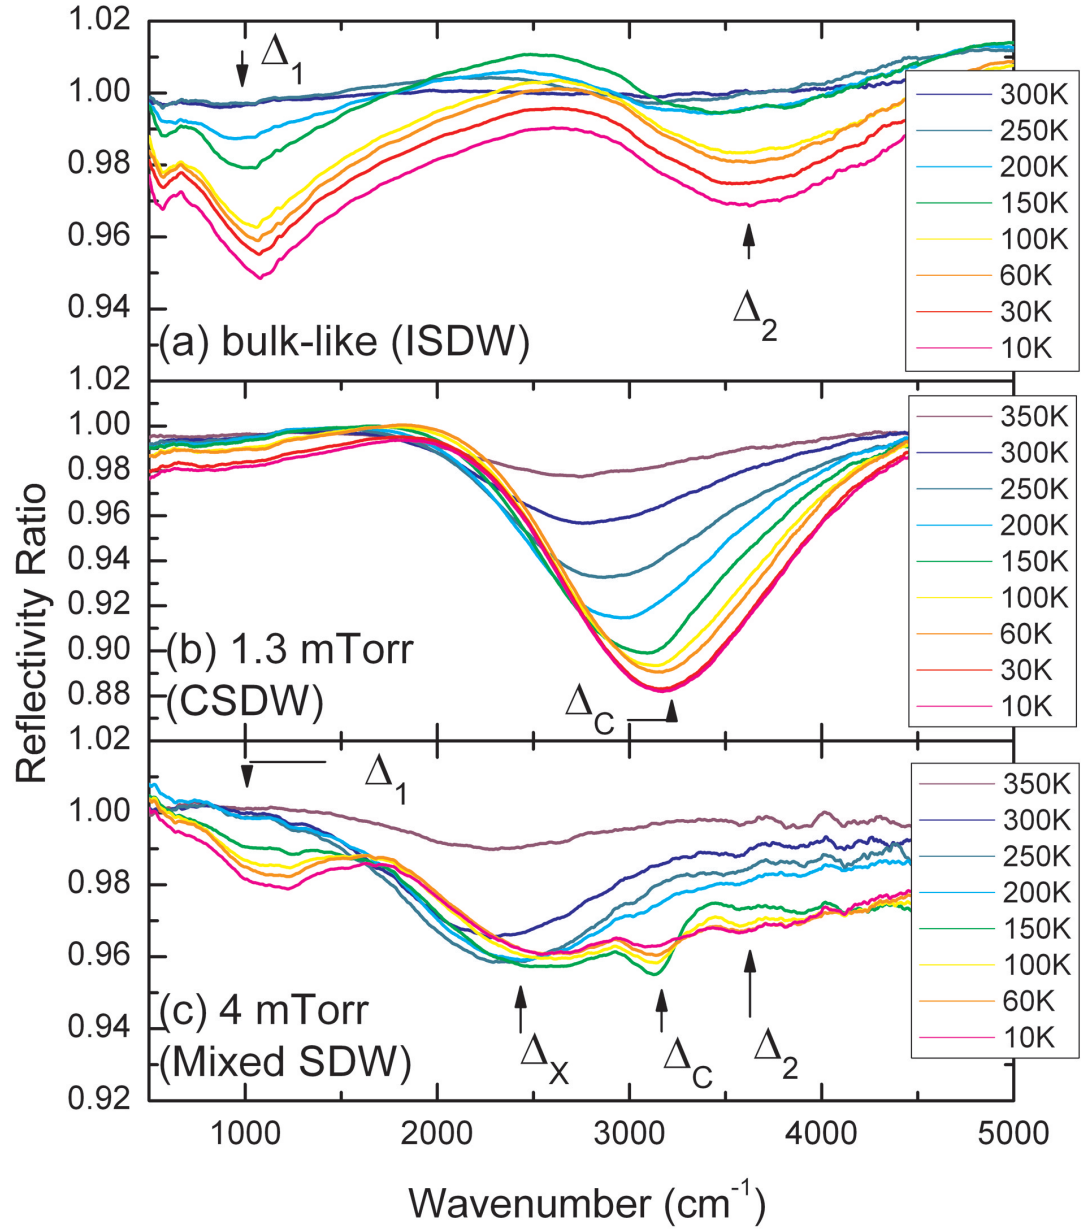 Reflectivity Ratio
1.02
1.00
0.98
0.96
0.94
Δ1
Δ2
(a) bulk-like (ISDW)
300K
250K
200K
150K
100K
60K
30K
10K
1.02
1.00
0.98
0.96
0.94
0.92
0.90
0.88
(b) 1.3 mTorr
(CSDW)
ΔC
350K
300K
250K
200K
150K
100K
60K
30K
10K
1.02
1.00
0.98
0.96
0.94
0.92
Δ1
ΔX
ΔC
Δ2
(c) 4 mTorr
(Mixed SDW)
350K
300K
250K
200K
150K
100K
60K
10K
1000
2000
3000
4000
5000
Wavenumber (cm-1)